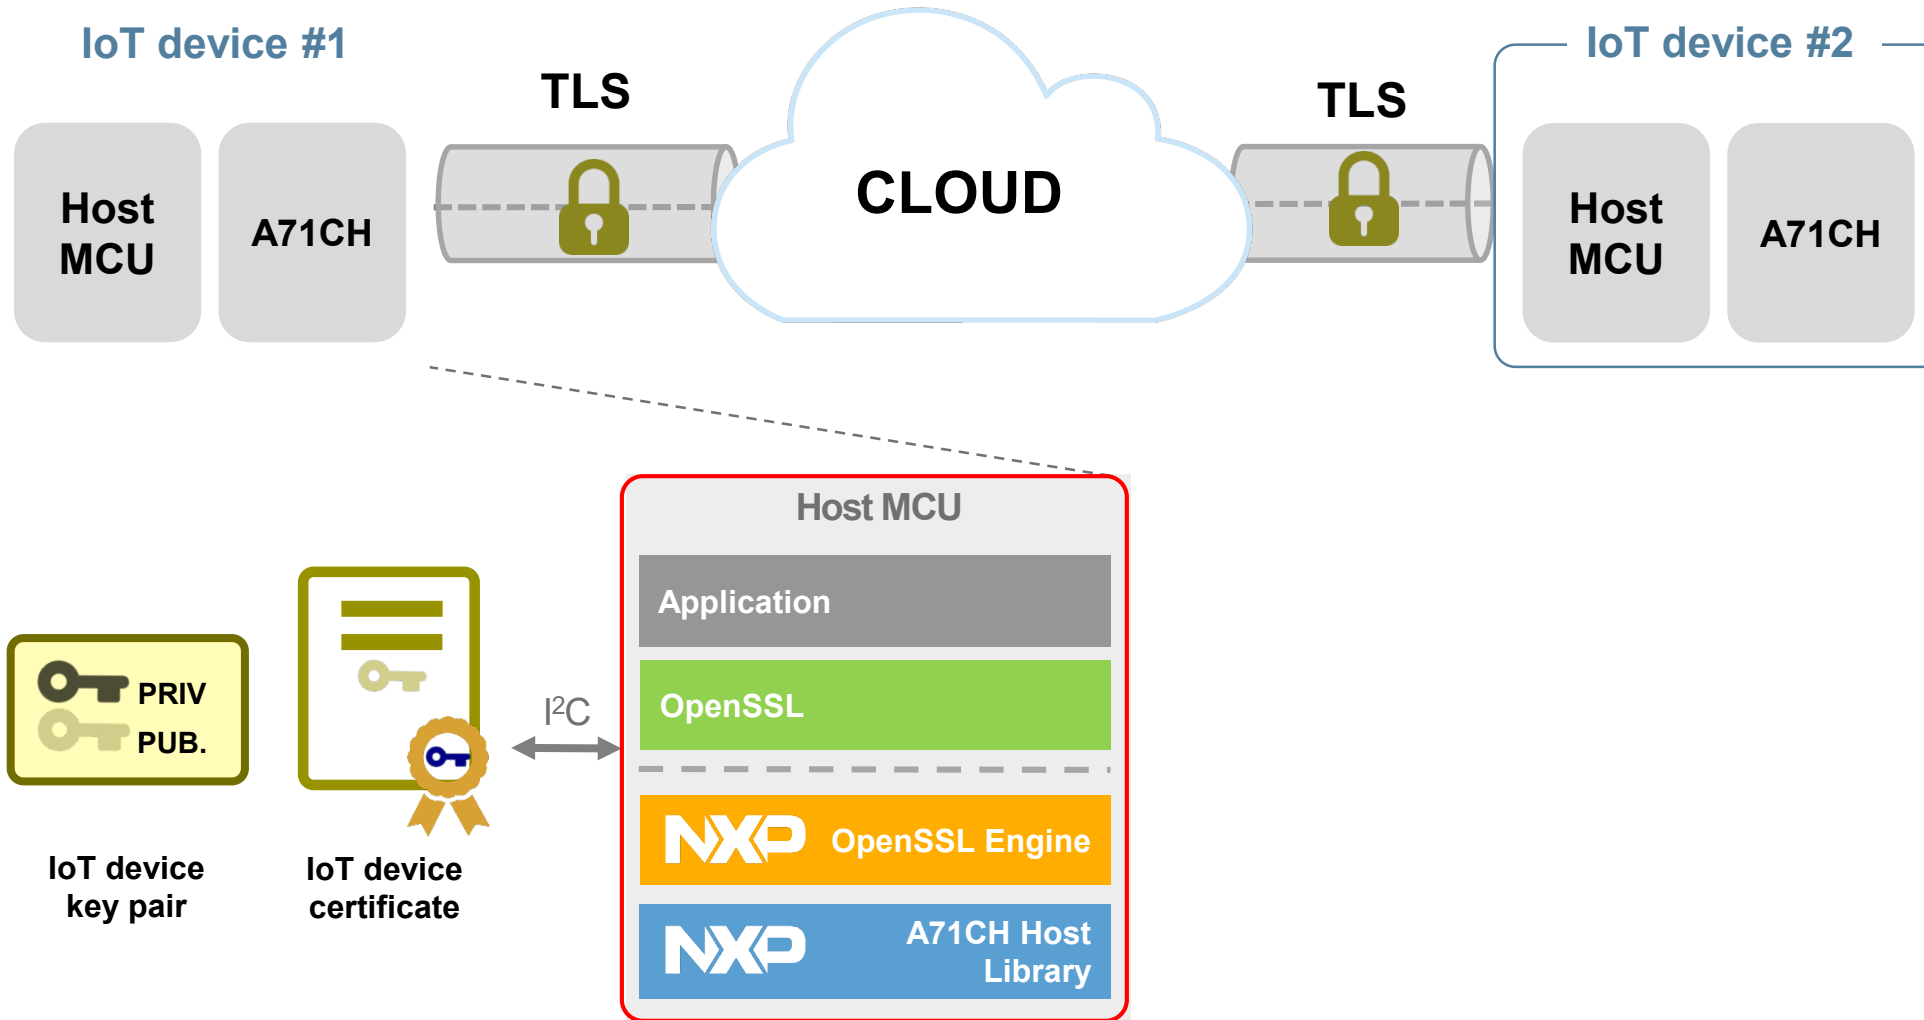 IoT device #1
TLS
CLOUD
TLS
IoT device #2
Host
MCU
A71CH
Host
MCU
A71CH
Host MCU
Application
OpenSSL
NXP OpenSSL Engine
NXP A71CH Host
Library
I²C
PRIV
PUB.
IoT device
key pair
IoT device
certificate